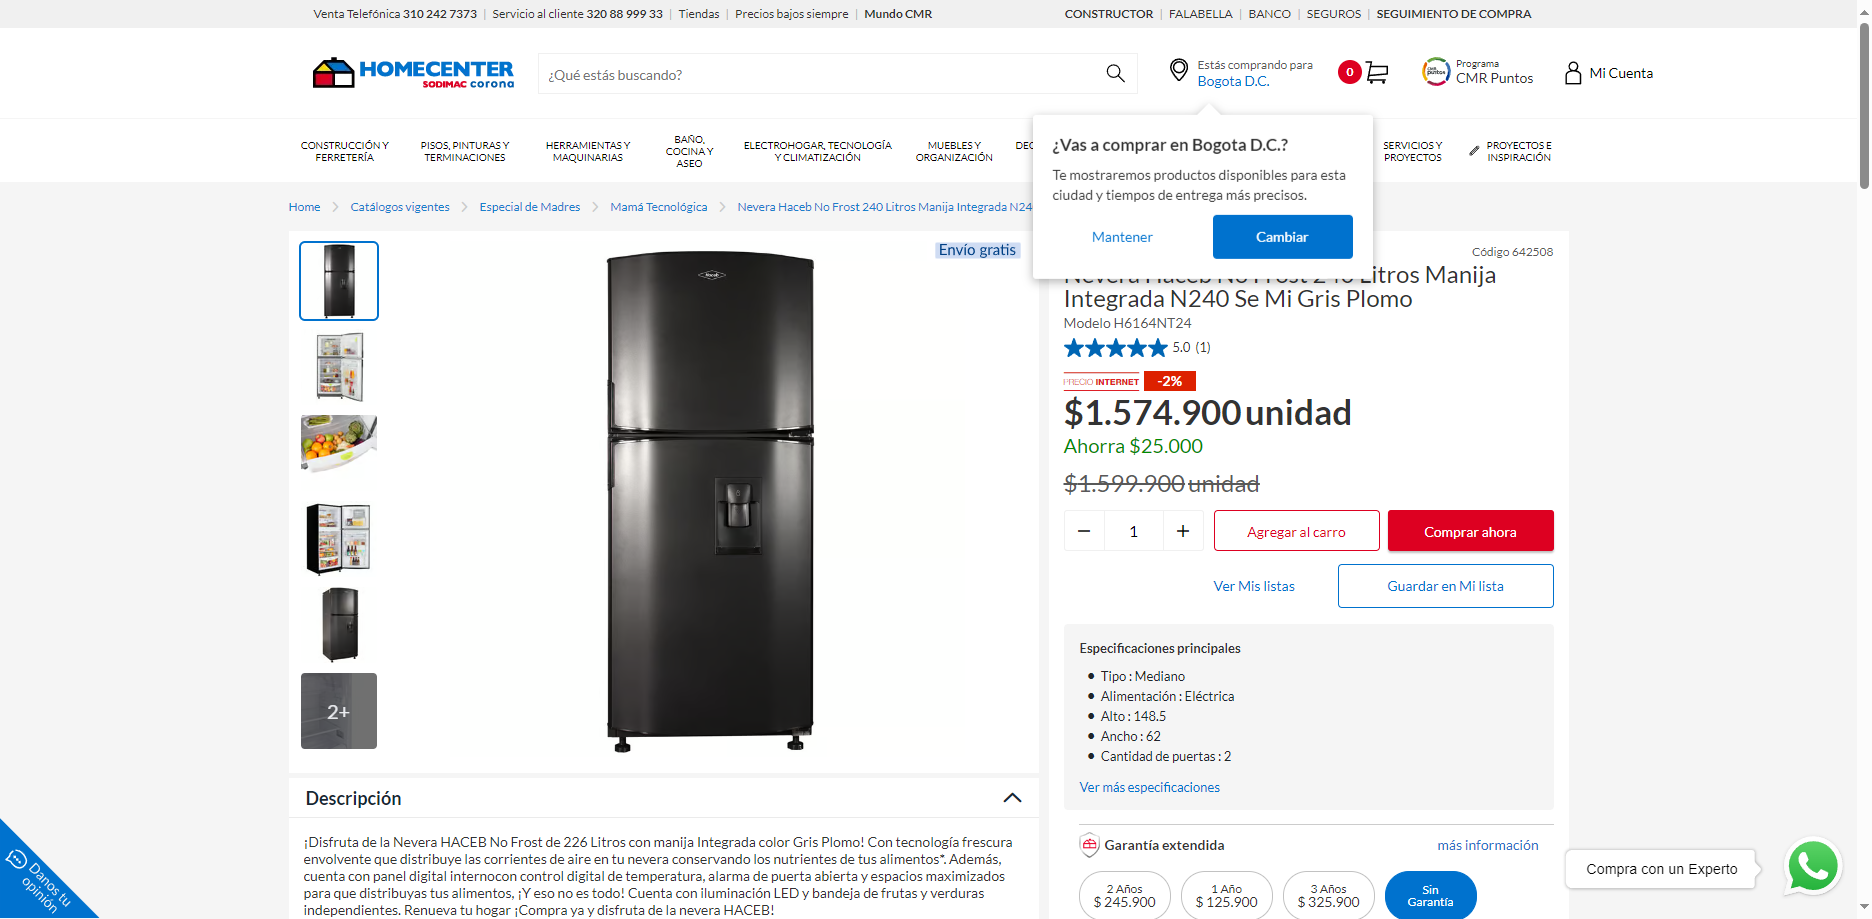 Venta Telefónica 310 242 7373 | Servicio al cliente 320 88 999 33 | Tiendas | Precios bajos siempre | Mundo CMR
CONSTRUCTOR | FALABELLA | BANCO | SEGUROS | SEGUIMIENTO DE COMPRA
HOMECENTER
SODIMAC corona
¿Qué estás buscando?
Estás comprando para
Bogota D.C.
0
Programa
CMR Puntos
Mi Cuenta
CONSTRUCCIÓN Y
FERRETERÍA
PISOS, PINTURAS Y
TERMINACIONES
HERRAMIENTAS Y
MAQUINARIAS
BAÑO,
COCINA Y
ASEO
ELECTROHOGAR, TECNOLOGÍA
Y CLIMATIZACIÓN
MUEBLES Y
ORGANIZACIÓN
SERVICIOS Y
PROYECTOS
PROYECTOS E
INSPIRACIÓN
¿Vas a comprar en Bogota D.C.?
Te mostraremos productos disponibles para esta
ciudad y tiempos de entrega más precisos.
Mantener
Cambiar
Home
Catálogos vigentes
Especial de Madres
Mamá Tecnológica
Nevera Haceb No Frost 240 Litros Manija Integrada N240
Envío gratis
Haceb
2+
Código 642508
Nevera Haceb No Frost 240 Litros Manija
Integrada N240 Se Mi Gris Plomo
Modelo H6164NT24
5.0 (1)
PRECIO INTERNET
-2%
$1.574.900 unidad
Ahorra $25.000
$1.599.900 unidad
− 1 +
Agregar al carro
Comprar ahora
Ver Mis listas
Guardar en Mi lista
Especificaciones principales
• Tipo : Mediano
• Alimentación : Eléctrica
• Alto : 148.5
• Ancho : 62
• Cantidad de puertas : 2
Ver más especificaciones
Garantía extendida
más información
2 Años
$ 245.900
1 Año
$ 125.900
3 Años
$ 325.900
Sin
Garantía
Descripción
¡Disfruta de la Nevera HACEB No Frost de 226 Litros con manija Integrada color Gris Plomo! Con tecnología frescura
envolvente que distribuye las corrientes de aire en tu nevera conservando los nutrientes de tus alimentos*. Además,
cuenta con panel digital internocon control digital de temperatura, alarma de puerta abierta y espacios maximizados
para que distribuyas tus alimentos, ¡Y eso no es todo! Cuenta con iluminación LED y bandeja de frutas y verduras
independientes. Renueva tu hogar ¡Compra ya y disfruta de la nevera HACEB!
Danos tu
opinión
Compra con un Experto